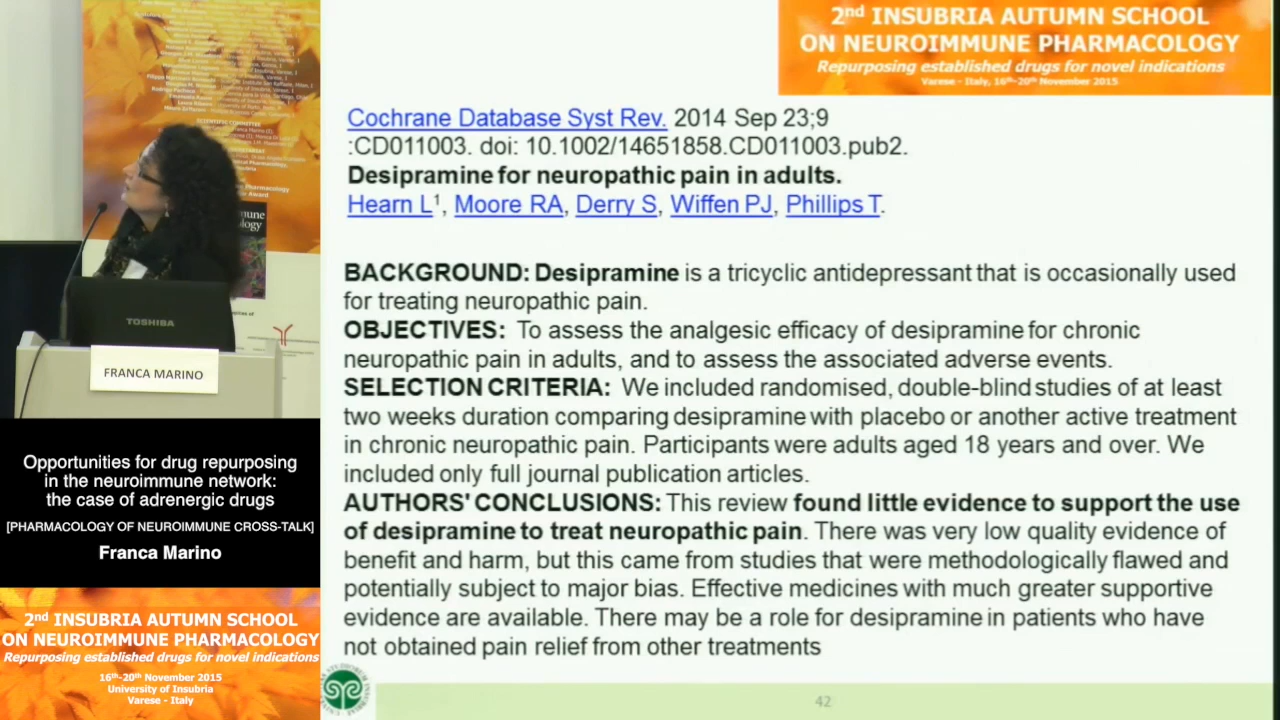 2nd INSUBRIA AUTUMN SCHOOL
ON NEUROIMMUNE PHARMACOLOGY
Repurposing established drugs for novel indications
Varese - Italy, 16th-20th November 2015
Cochrane Database Syst Rev. 2014 Sep 23;9
:CD011003. doi: 10.1002/14651858.CD011003.pub2.
Desipramine for neuropathic pain in adults.
Hearn L1, Moore RA, Derry S, Wiffen PJ, Phillips T.
BACKGROUND: Desipramine is a tricyclic antidepressant that is occasionally used
for treating neuropathic pain.
OBJECTIVES: To assess the analgesic efficacy of desipramine for chronic
neuropathic pain in adults, and to assess the associated adverse events.
SELECTION CRITERIA: We included randomised, double-blind studies of at least
two weeks duration comparing desipramine with placebo or another active treatment
in chronic neuropathic pain. Participants were adults aged 18 years and over. We
included only full journal publication articles.
AUTHORS' CONCLUSIONS: This review found little evidence to support the use
of desipramine to treat neuropathic pain. There was very low quality evidence of
benefit and harm, but this came from studies that were methodologically flawed and
potentially subject to major bias. Effective medicines with much greater supportive
evidence are available. There may be a role for desipramine in patients who have
not obtained pain relief from other treatments
42
TOSHIBA
FRANCA MARINO
Opportunities for drug repurposing
in the neuroimmune network:
the case of adrenergic drugs
[PHARMACOLOGY OF NEUROIMMUNE CROSS-TALK]
Franca Marino
2nd INSUBRIA AUTUMN SCHOOL
ON NEUROIMMUNE PHARMACOLOGY
Repurposing established drugs for novel indications
16th-20th November 2015
University of Insubria
Varese - Italy